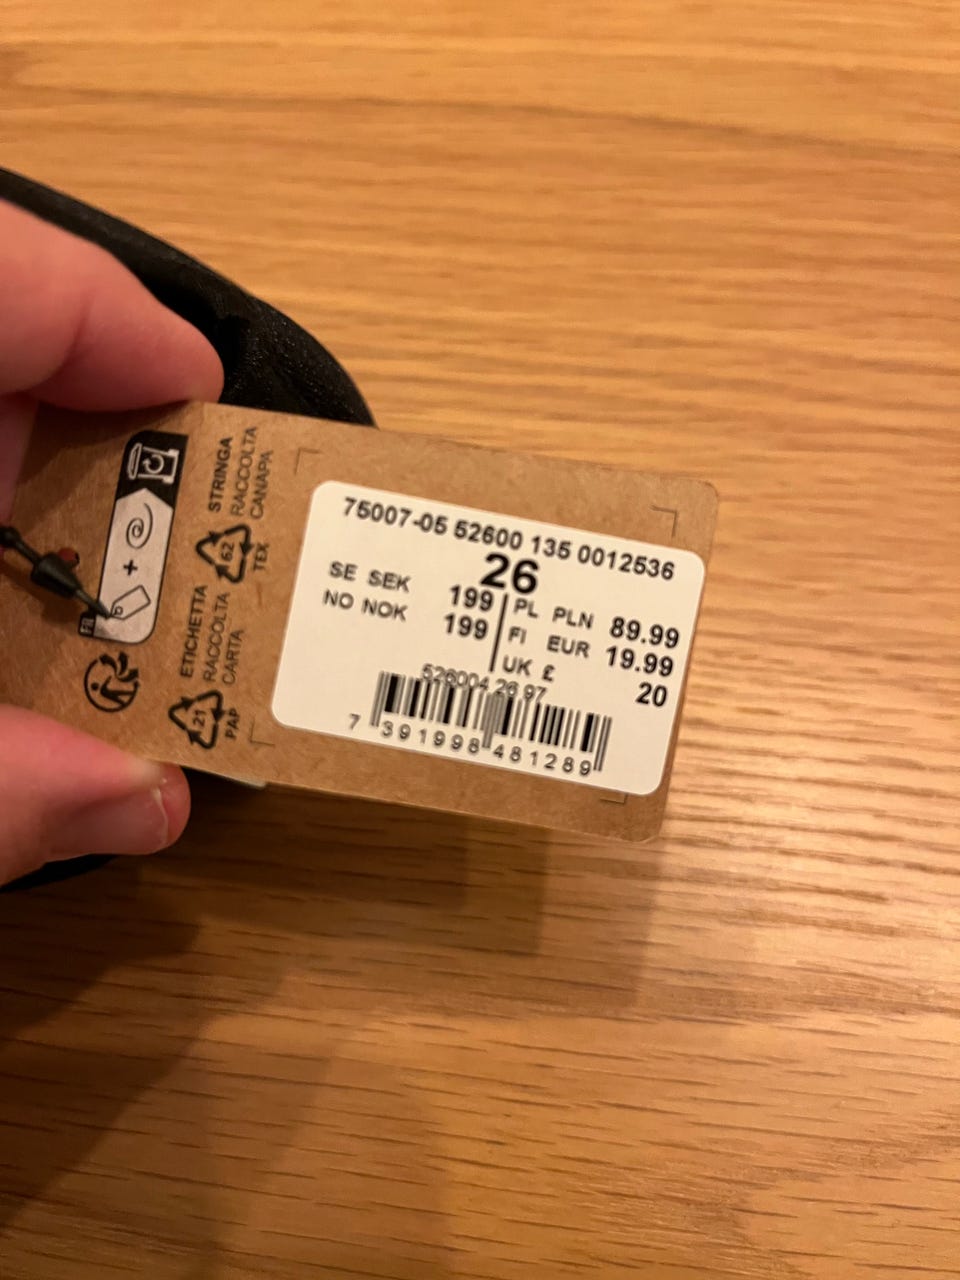 STRINGA
RACCOLTA
CANAPA
62
TEX
ETICHETTA
RACCOLTA
CARTA
21
PAP
75007-05 52600 135 0012536
26
SE SEK 199
NO NOK 199
PL PLN 89.99
FI EUR 19.99
UK £ 20
526004 26 97
7 391998 481289